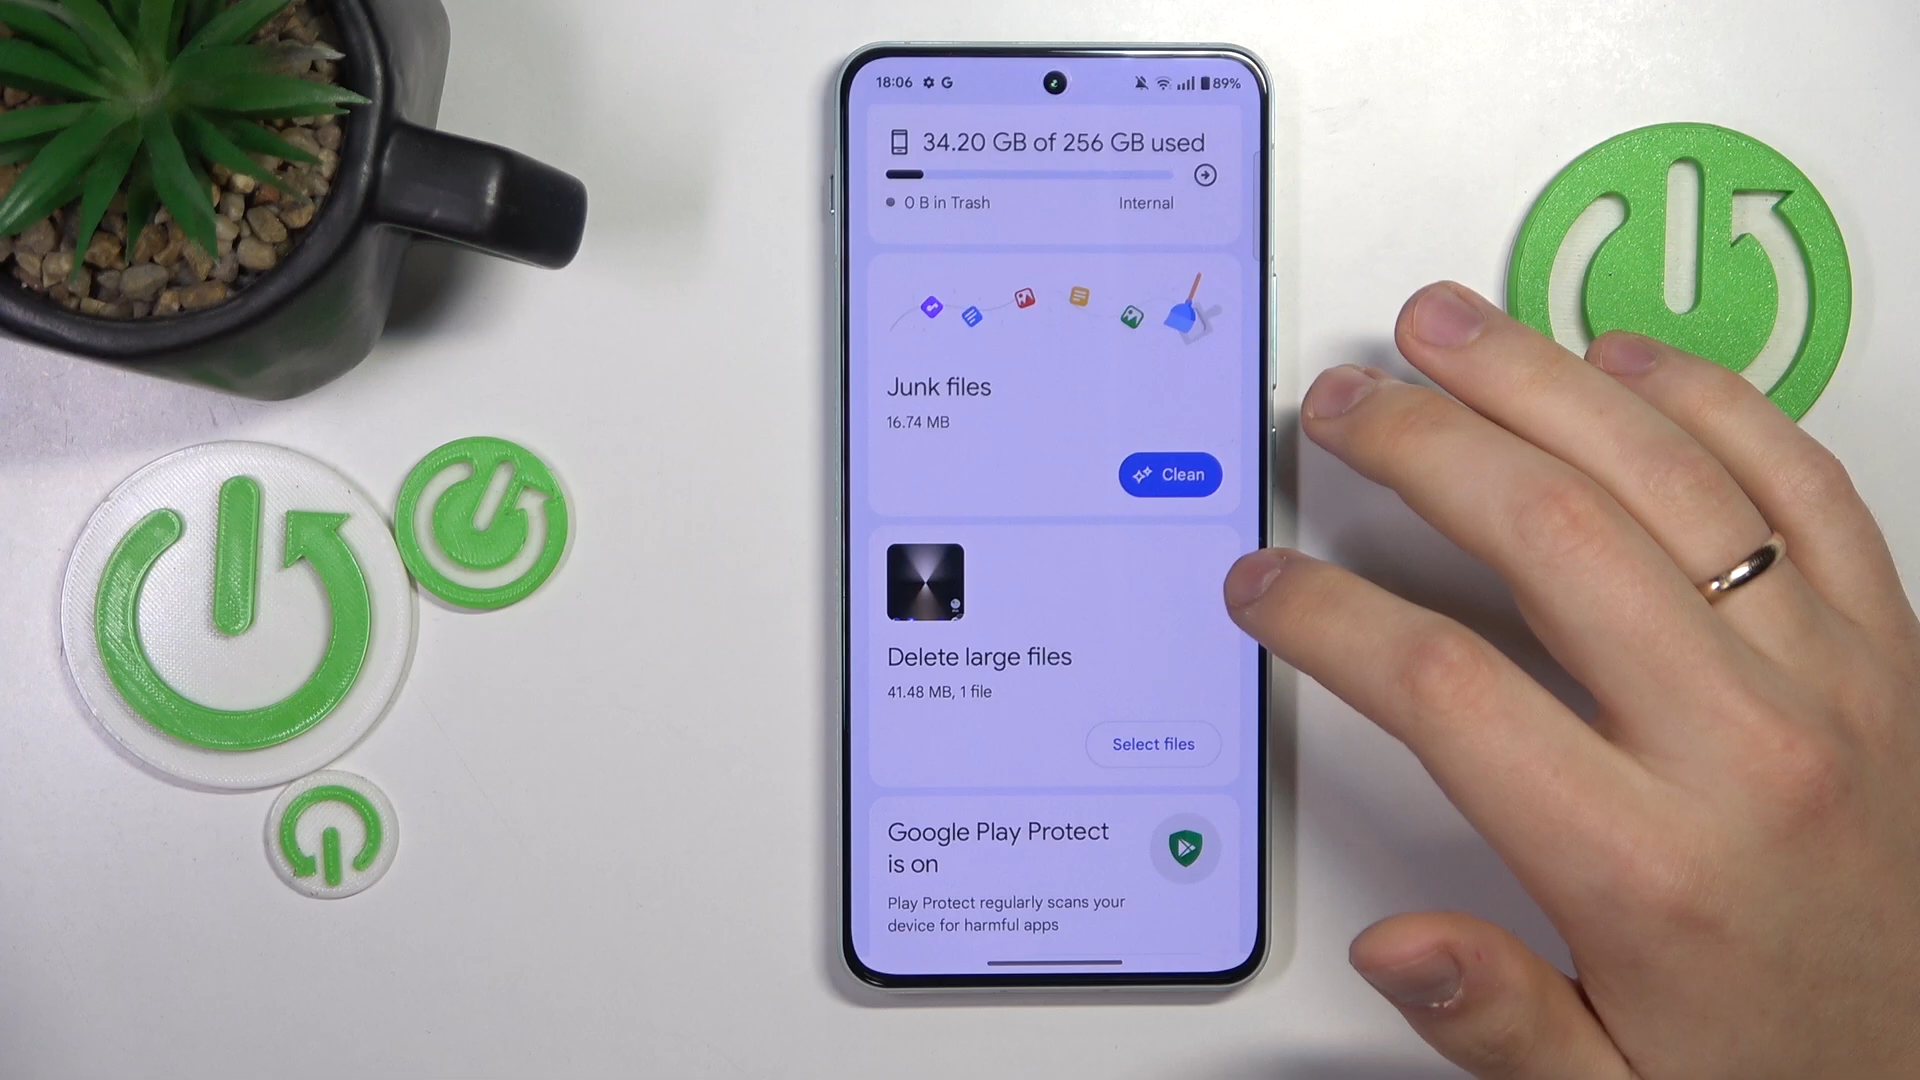 18:06 G 89%
34.20 GB of 256 GB used
0 B in Trash Internal
Junk files
16.74 MB
Clean
Delete large files
41.48 MB, 1 file
Select files
Google Play Protect
is on
Play Protect regularly scans your
device for harmful apps